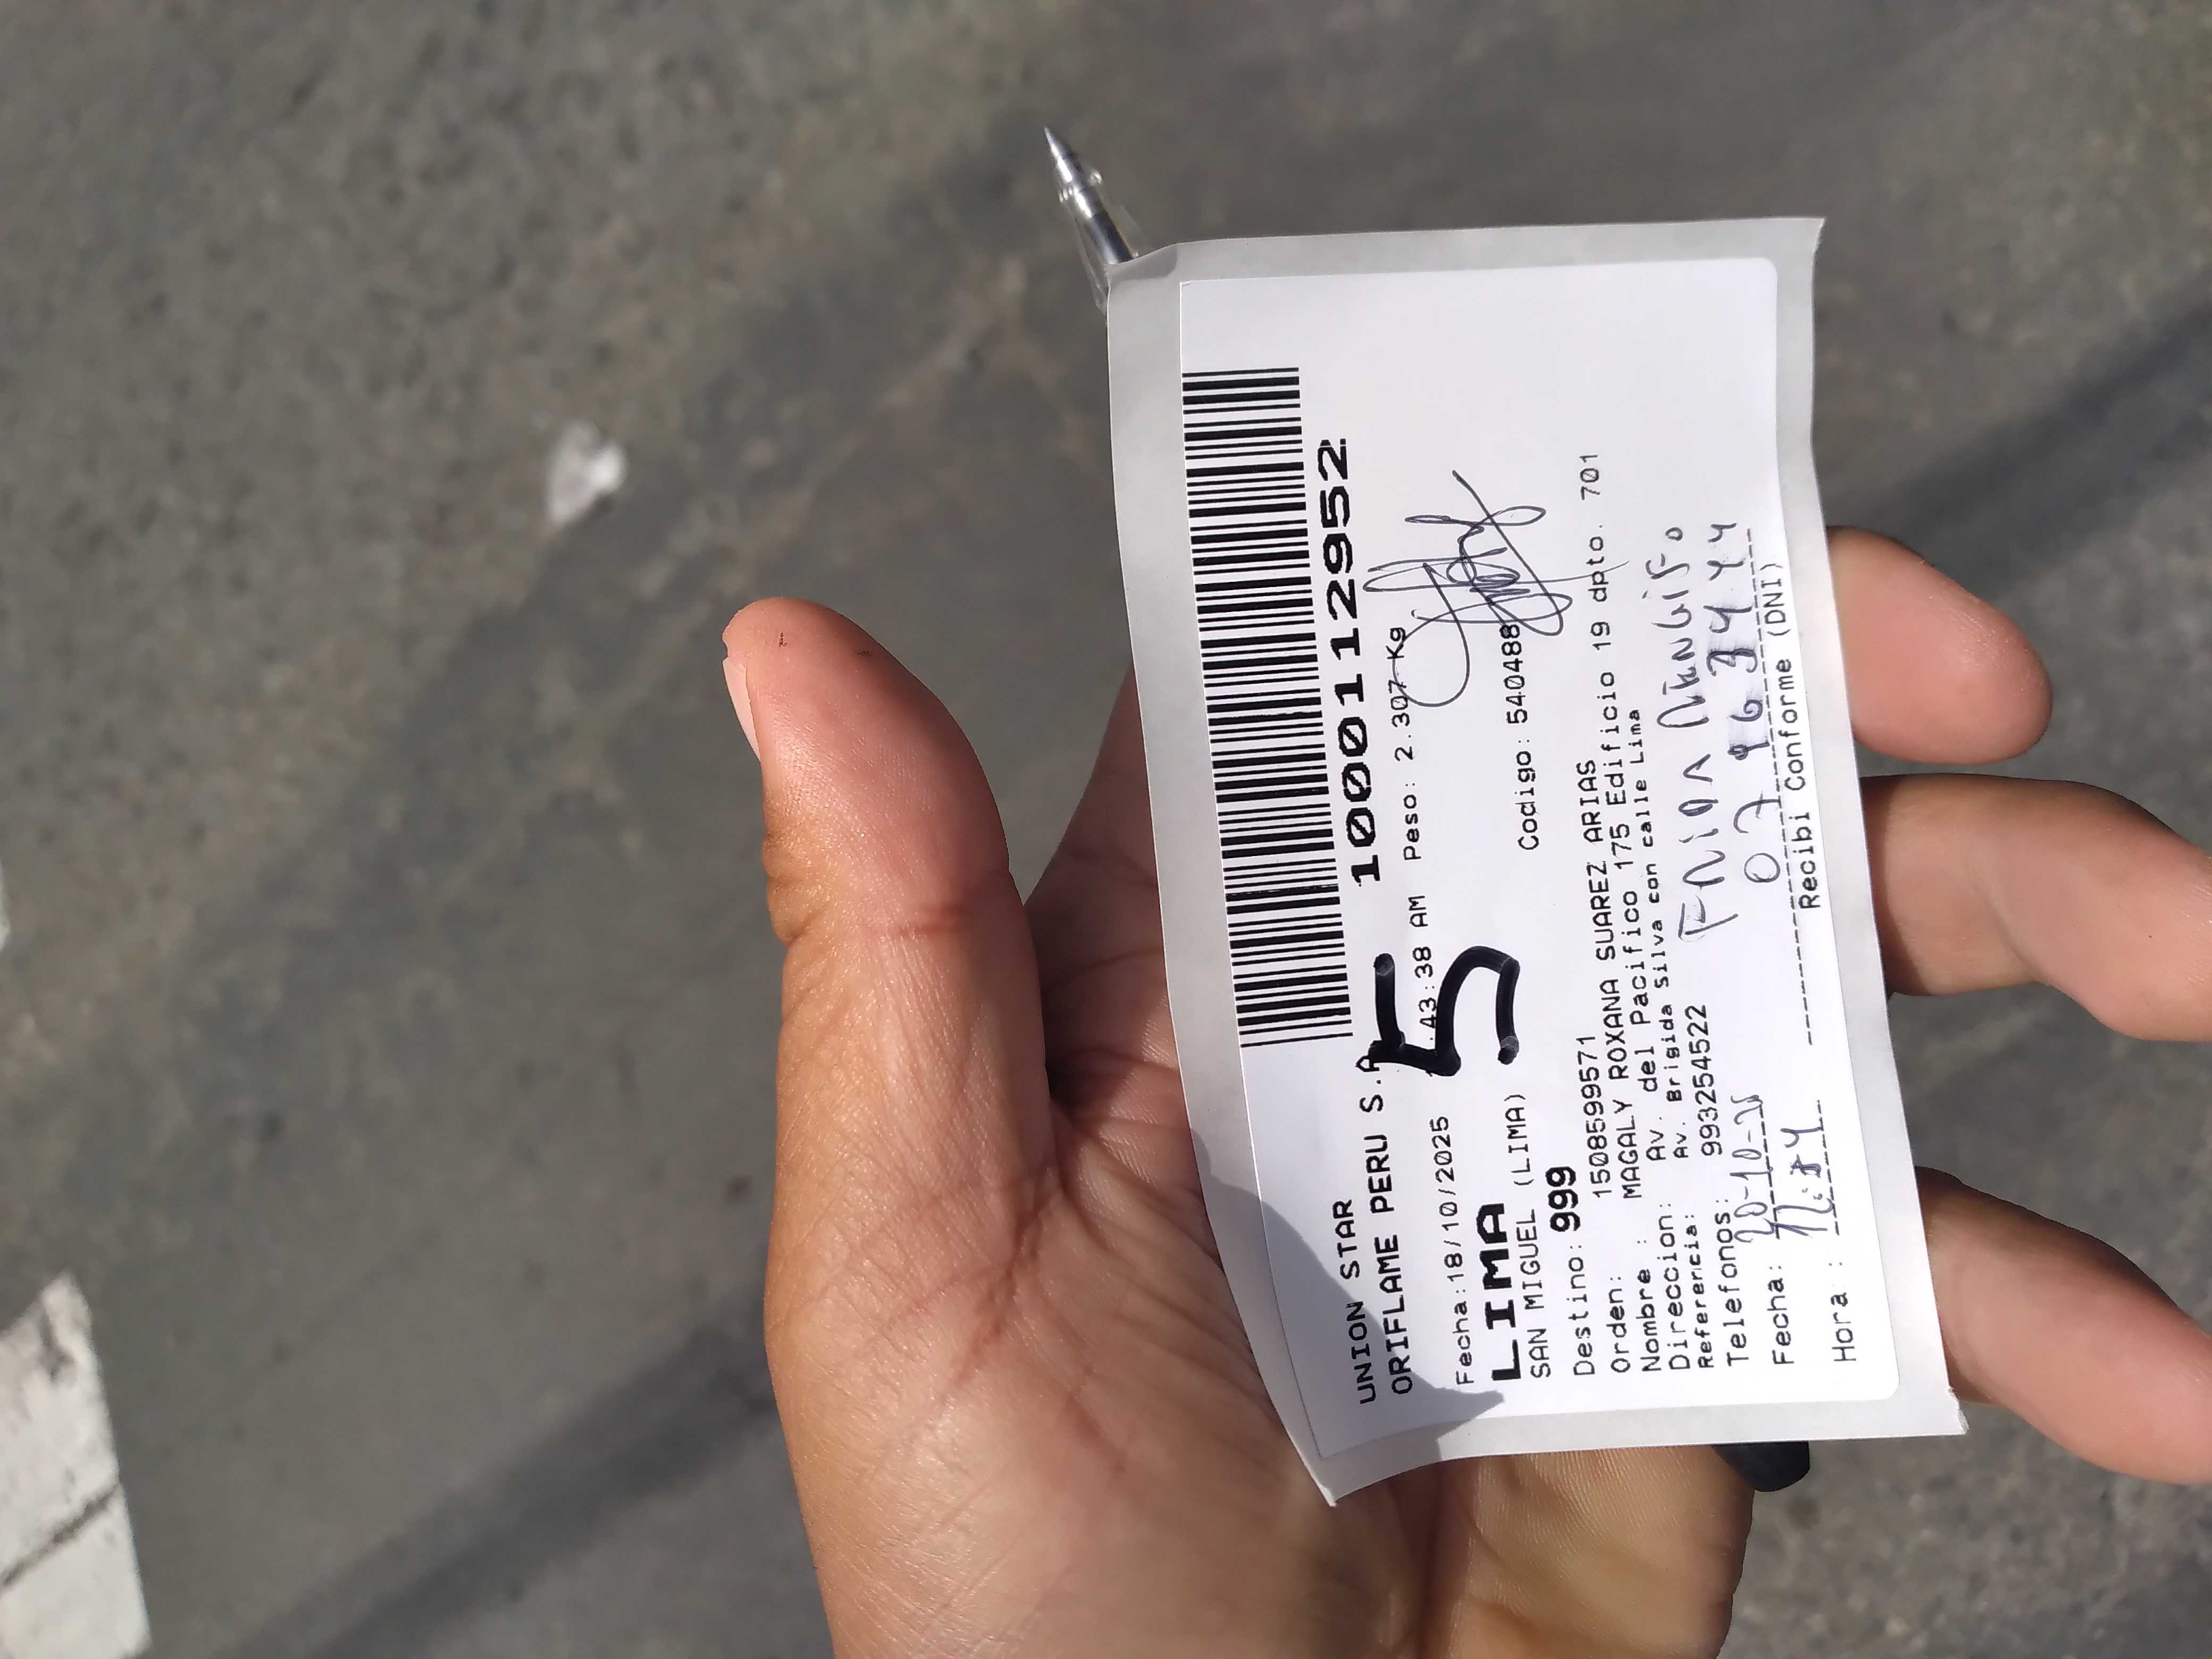 UNION STAR
ORIFLAME PERU S.A 10001129952
Fecha:18/10/2025 :43:38 AM Peso: 2.307 Kg
5
LIMA
SAN MIGUEL (LIMA) Codigo: 540488
Destino: 999
Orden: 1508599571
Nombre : MAGALY ROXANA SUAREZ ARIAS
Direccion: Av. del Pacifico 175 Edificio 19 dpto. 701
Referencia: Av. Brigida silva con calle Lima
Telefonos: 993254522
Fecha: 20-10-25
Hora :
Recibi Conforme (DNI)